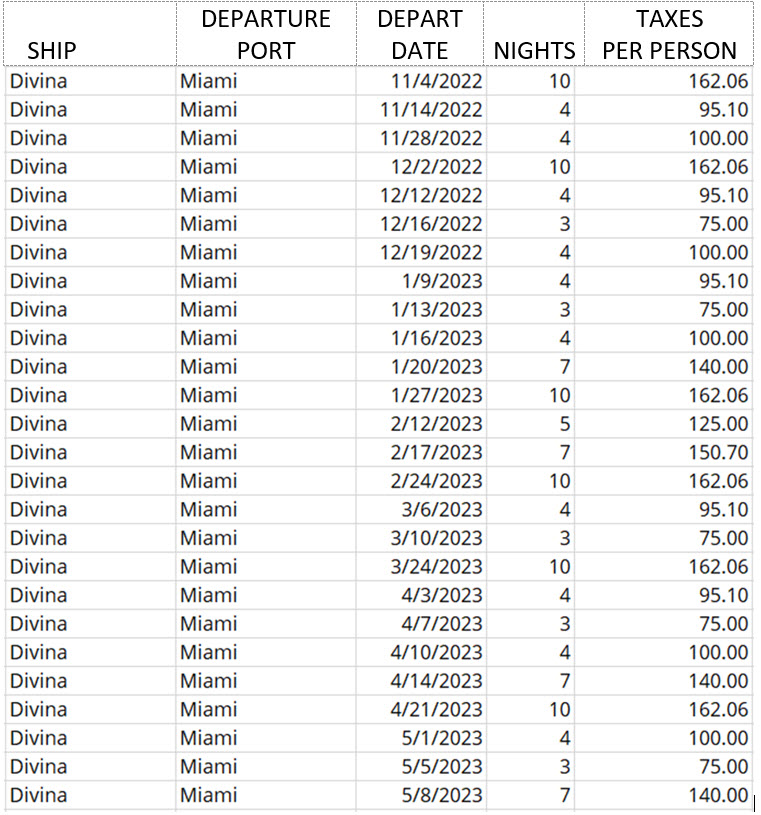 SHIP DEPARTURE PORT DEPART DATE NIGHTS TAXES PER PERSON
Divina Miami 11/4/2022 10 162.06
Divina Miami 11/14/2022 4 95.10
Divina Miami 11/28/2022 4 100.00
Divina Miami 12/2/2022 10 162.06
Divina Miami 12/12/2022 4 95.10
Divina Miami 12/16/2022 3 75.00
Divina Miami 12/19/2022 4 100.00
Divina Miami 1/9/2023 4 95.10
Divina Miami 1/13/2023 3 75.00
Divina Miami 1/16/2023 4 100.00
Divina Miami 1/20/2023 7 140.00
Divina Miami 1/27/2023 10 162.06
Divina Miami 2/12/2023 5 125.00
Divina Miami 2/17/2023 7 150.70
Divina Miami 2/24/2023 10 162.06
Divina Miami 3/6/2023 4 95.10
Divina Miami 3/10/2023 3 75.00
Divina Miami 3/24/2023 10 162.06
Divina Miami 4/3/2023 4 95.10
Divina Miami 4/7/2023 3 75.00
Divina Miami 4/10/2023 4 100.00
Divina Miami 4/14/2023 7 140.00
Divina Miami 4/21/2023 10 162.06
Divina Miami 5/1/2023 4 100.00
Divina Miami 5/5/2023 3 75.00
Divina Miami 5/8/2023 7 140.00